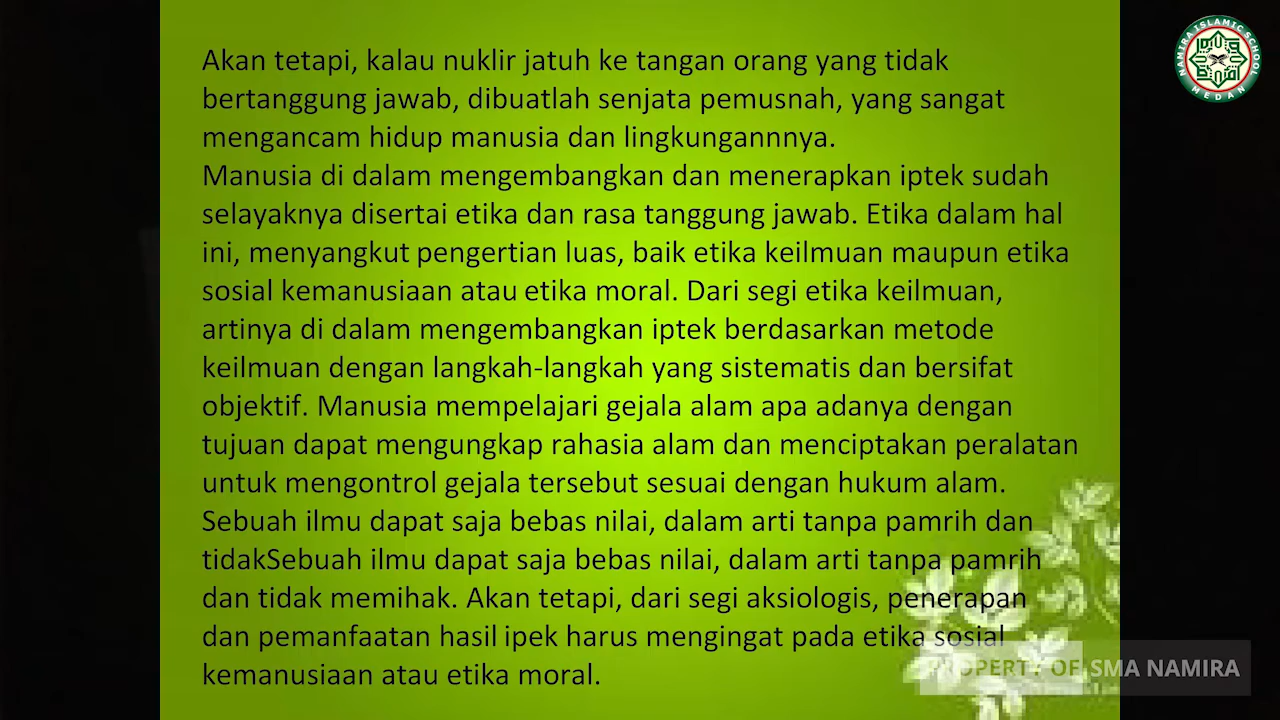 Akan tetapi, kalau nuklir jatuh ke tangan orang yang tidak
bertanggung jawab, dibuatlah senjata pemusnah, yang sangat
mengancam hidup manusia dan lingkungannnya.
Manusia di dalam mengembangkan dan menerapkan iptek sudah
selayaknya disertai etika dan rasa tanggung jawab. Etika dalam hal
ini, menyangkut pengertian luas, baik etika keilmuan maupun etika
sosial kemanusiaan atau etika moral. Dari segi etika keilmuan,
artinya di dalam mengembangkan iptek berdasarkan metode
keilmuan dengan langkah-langkah yang sistematis dan bersifat
objektif. Manusia mempelajari gejala alam apa adanya dengan
tujuan dapat mengungkap rahasia alam dan menciptakan peralatan
untuk mengontrol gejala tersebut sesuai dengan hukum alam.
Sebuah ilmu dapat saja bebas nilai, dalam arti tanpa pamrih dan
tidakSebuah ilmu dapat saja bebas nilai, dalam arti tanpa pamrih
dan tidak memihak. Akan tetapi, dari segi aksiologis, penerapan
dan pemanfaatan hasil ipek harus mengingat pada etika sosial
kemanusiaan atau etika moral.
NAMIRA ISLAMIC SCHOOL
MEDAN
PROPERTY OF SMA NAMIRA